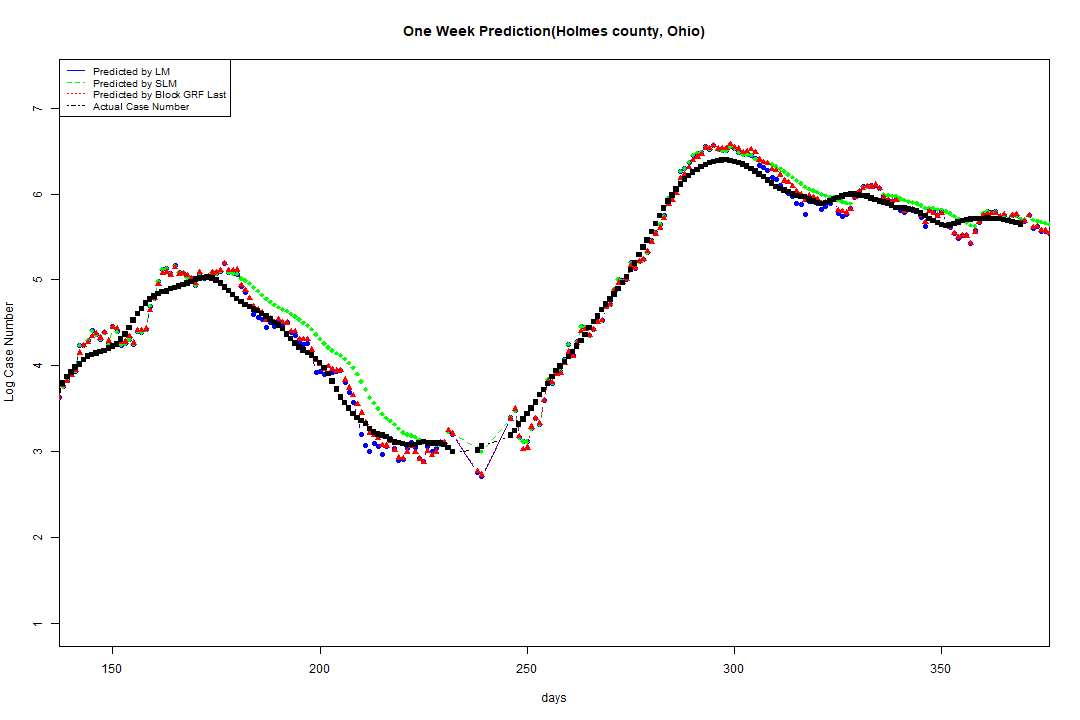 One Week Prediction(Holmes county, Ohio)
Predicted by LM
Predicted by SLM
Predicted by Block GRF Last
Actual Case Number
7
6
5
4
3
2
1
Log Case Number
150 200 250 300 350
days